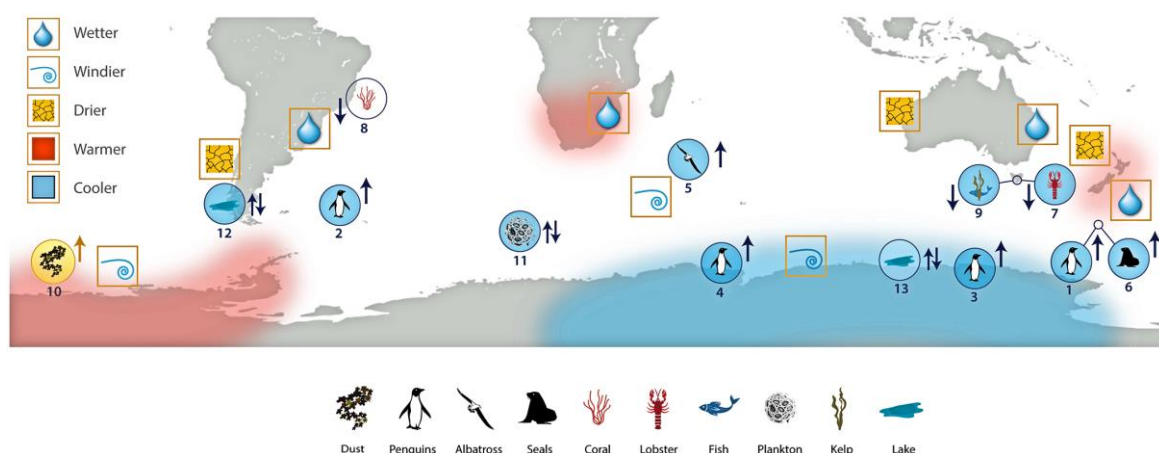 Wetter
Windier
Drier
Warmer
Cooler
8
5
12
2
9
7
11
10
4
13
3
1
6
Dust Penguins Albatross Seals Coral Lobster Fish Plankton Kelp Lake